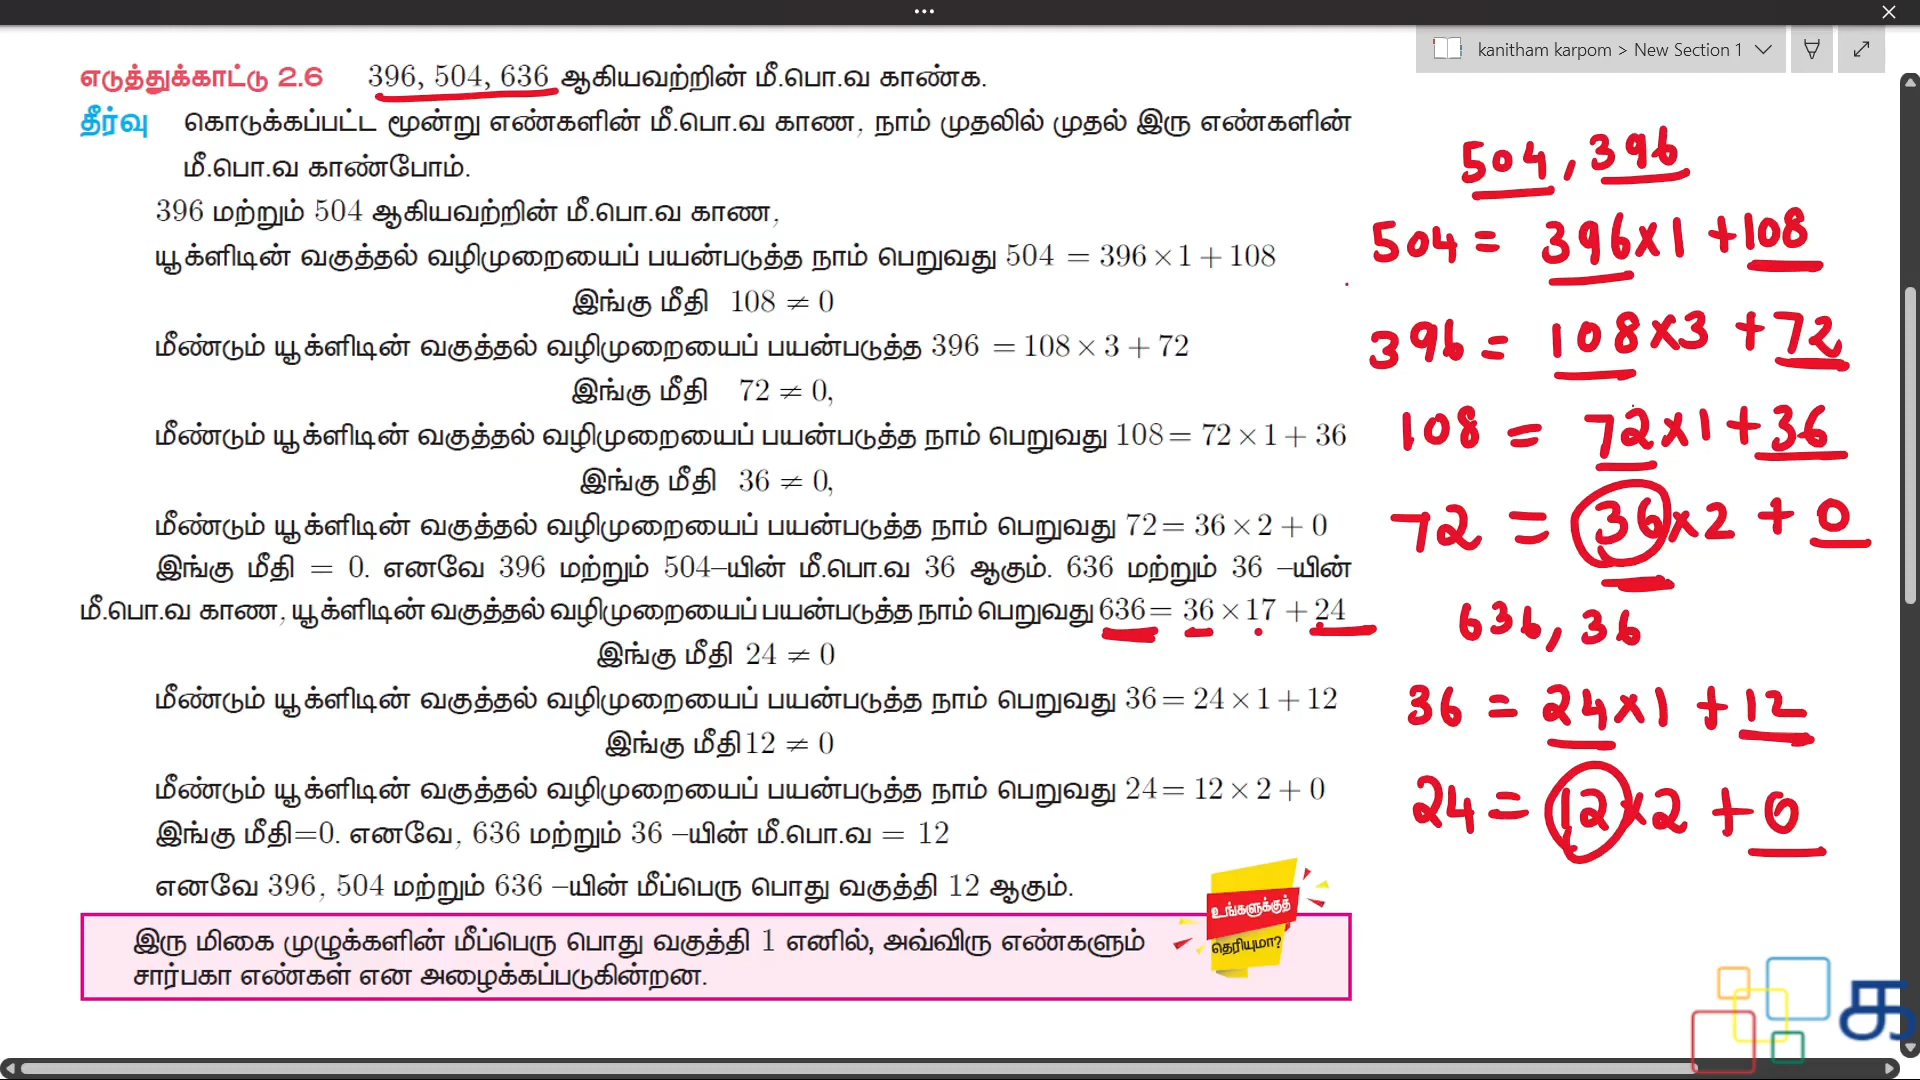 ...
kanitham karpom > New Section 1
எடுத்துக்காட்டு 2.6 396, 504, 636 ஆகியவற்றின் மீ.பொ.வ காண்க.
தீர்வு கொடுக்கப்பட்ட மூன்று எண்களின் மீ.பொ.வ காண, நாம் முதலில் முதல் இரு எண்களின்
மீ.பொ.வ காண்போம்.
396 மற்றும் 504 ஆகியவற்றின் மீ.பொ.வ காண,
யூக்ளிடின் வகுத்தல் வழிமுறையைப் பயன்படுத்த நாம் பெறுவது 504 = 396 × 1 + 108
இங்கு மீதி 108 ≠ 0
மீண்டும் யூக்ளிடின் வகுத்தல் வழிமுறையைப் பயன்படுத்த 396 = 108 × 3 + 72
இங்கு மீதி 72 ≠ 0,
மீண்டும் யூக்ளிடின் வகுத்தல் வழிமுறையைப் பயன்படுத்த நாம் பெறுவது 108 = 72 × 1 + 36
இங்கு மீதி 36 ≠ 0,
மீண்டும் யூக்ளிடின் வகுத்தல் வழிமுறையைப் பயன்படுத்த நாம் பெறுவது 72 = 36 × 2 + 0
இங்கு மீதி = 0. எனவே 396 மற்றும் 504–யின் மீ.பொ.வ 36 ஆகும். 636 மற்றும் 36 –யின்
மீ.பொ.வ காண, யூக்ளிடின் வகுத்தல் வழிமுறையைப் பயன்படுத்த நாம் பெறுவது 636 = 36 × 17 + 24
இங்கு மீதி 24 ≠ 0
மீண்டும் யூக்ளிடின் வகுத்தல் வழிமுறையைப் பயன்படுத்த நாம் பெறுவது 36 = 24 × 1 + 12
இங்கு மீதி 12 ≠ 0
மீண்டும் யூக்ளிடின் வகுத்தல் வழிமுறையைப் பயன்படுத்த நாம் பெறுவது 24 = 12 × 2 + 0
இங்கு மீதி=0. எனவே, 636 மற்றும் 36 –யின் மீ.பொ.வ = 12
எனவே 396, 504 மற்றும் 636 –யின் மீப்பெரு பொது வகுத்தி 12 ஆகும்.
உங்களுக்குத்
தெரியுமா?
இரு மிகை முழுக்களின் மீப்பெரு பொது வகுத்தி 1 எனில், அவ்விரு எண்களும்
சார்பகா எண்கள் என அழைக்கப்படுகின்றன.
504, 396
504 = 396 × 1 + 108
396 = 108 × 3 + 72
108 = 72 × 1 + 36
72 = 36 × 2 + 0
636, 36
36 = 24 × 1 + 12
24 = 12 × 2 + 0
க